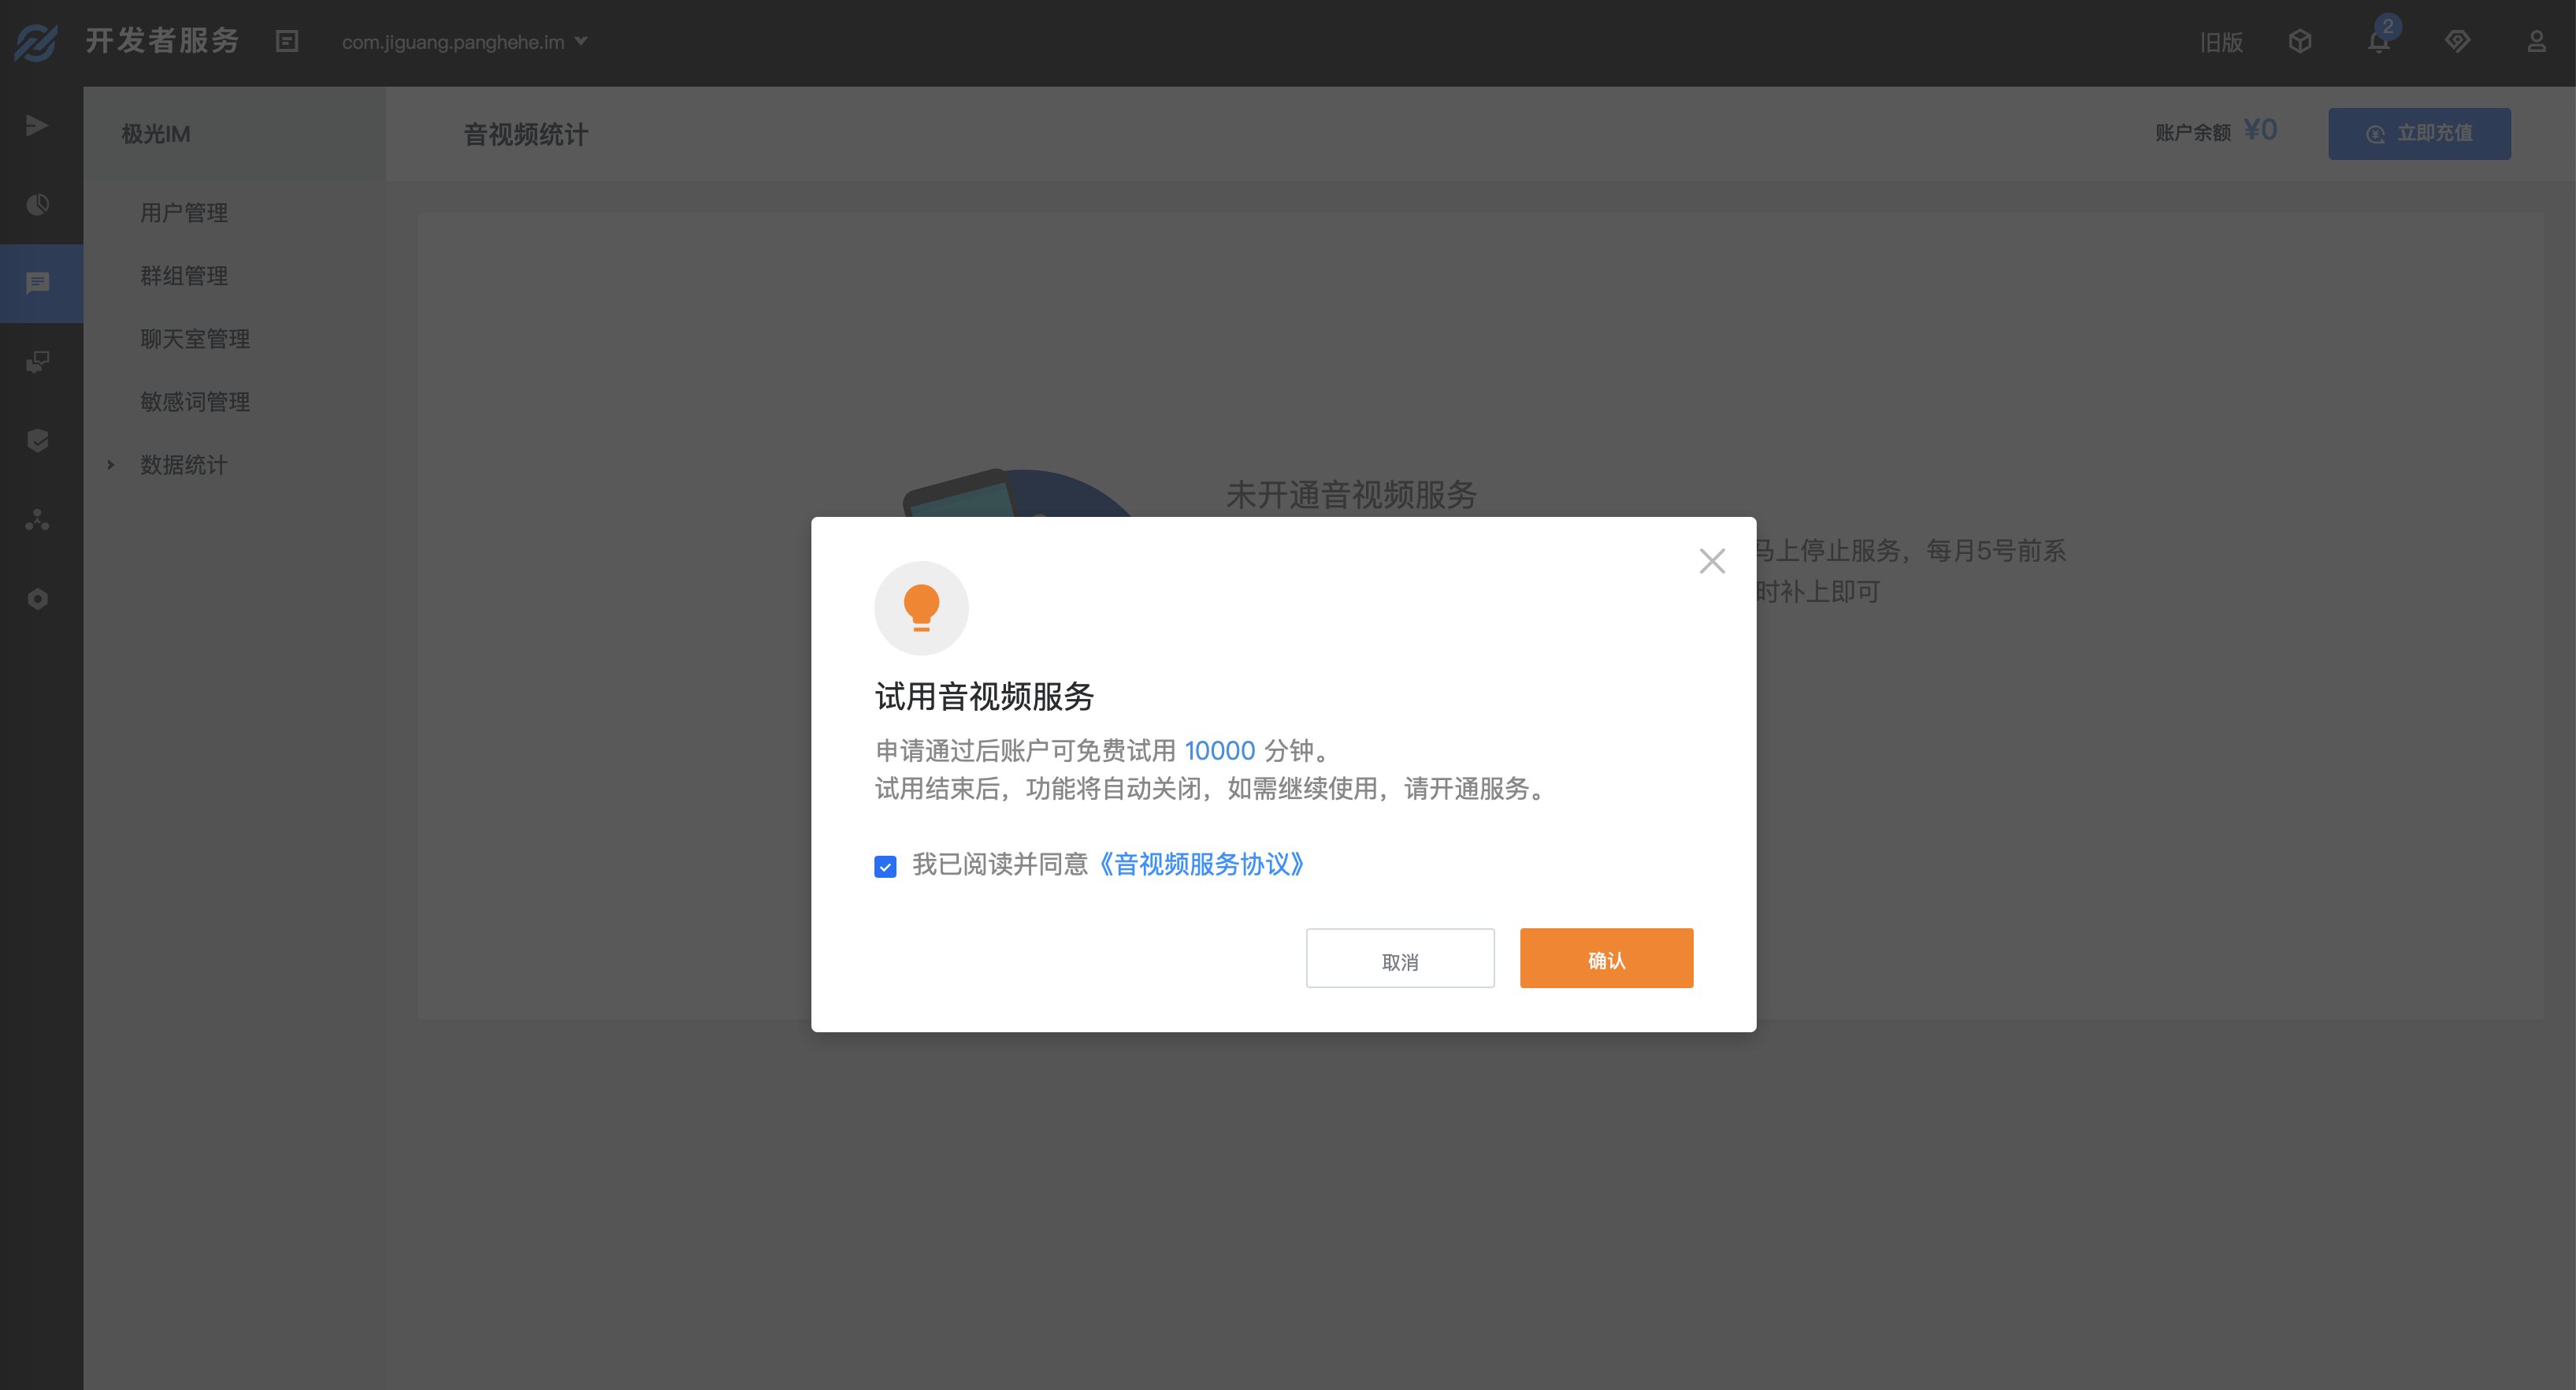 开发者服务
com.jiguang.panghehe.im
旧版
2
极光IM
音视频统计
账户余额 ¥0
立即充值
用户管理
群组管理
聊天室管理
敏感词管理
数据统计
未开通音视频服务
马上停止服务，每月5号前系
时补上即可
试用音视频服务
申请通过后账户可免费试用 10000 分钟。
试用结束后，功能将自动关闭，如需继续使用，请开通服务。
我已阅读并同意《音视频服务协议》
取消
确认